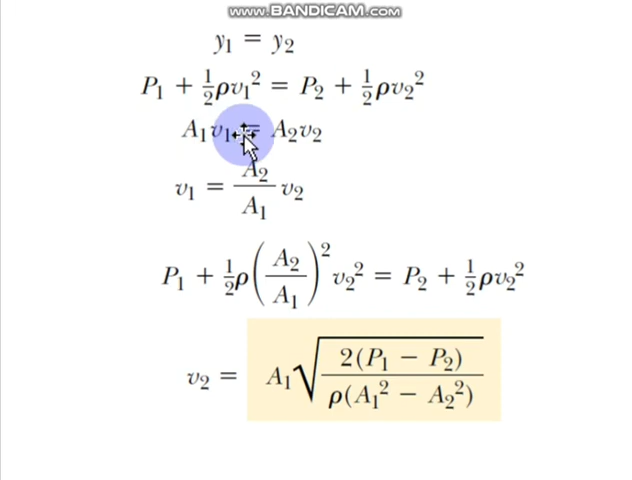 www.BANDICAM.com
y₁ = y₂
P₁ + ½ρv₁² = P₂ + ½ρv₂²
A₁v₁ = A₂v₂
v₁ = A₂/A₁ v₂
P₁ + ½ρ(A₂/A₁)²v₂² = P₂ + ½ρv₂²
v₂ = A₁√(2(P₁ − P₂)/ρ(A₁² − A₂²))